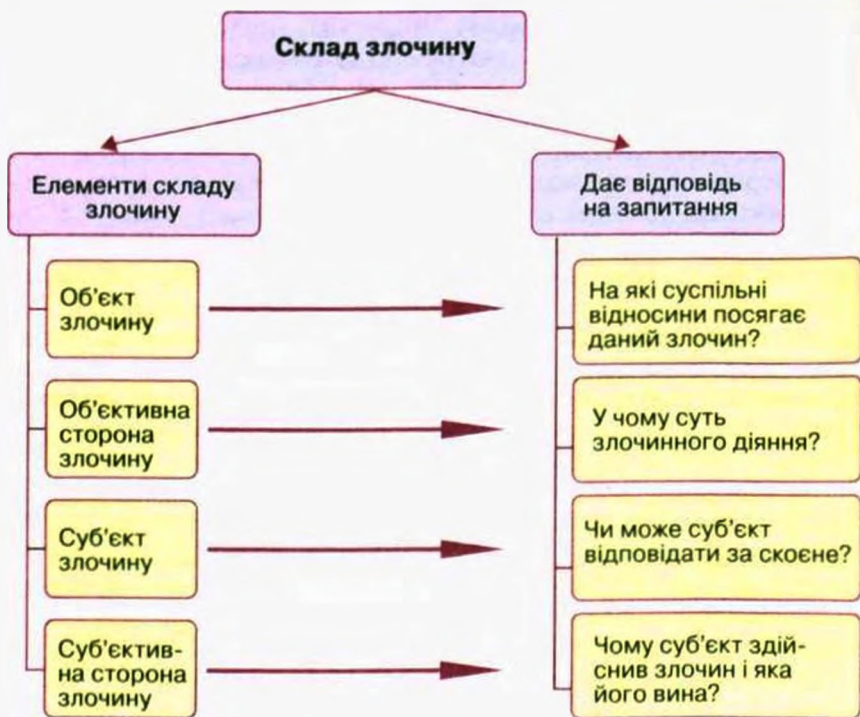 Склад злочину
Елементи складу
злочину
Дає відповідь
на запитання
Об'єкт
злочину
На які суспільні
відносини посягає
даний злочин?
Об'єктивна
сторона
злочину
У чому суть
злочинного діяння?
Суб'єкт
злочину
Чи може суб'єкт
відповідати за скоєне?
Суб'єктив-
на сторона
злочину
Чому суб'єкт здій-
снив злочин і яка
його вина?